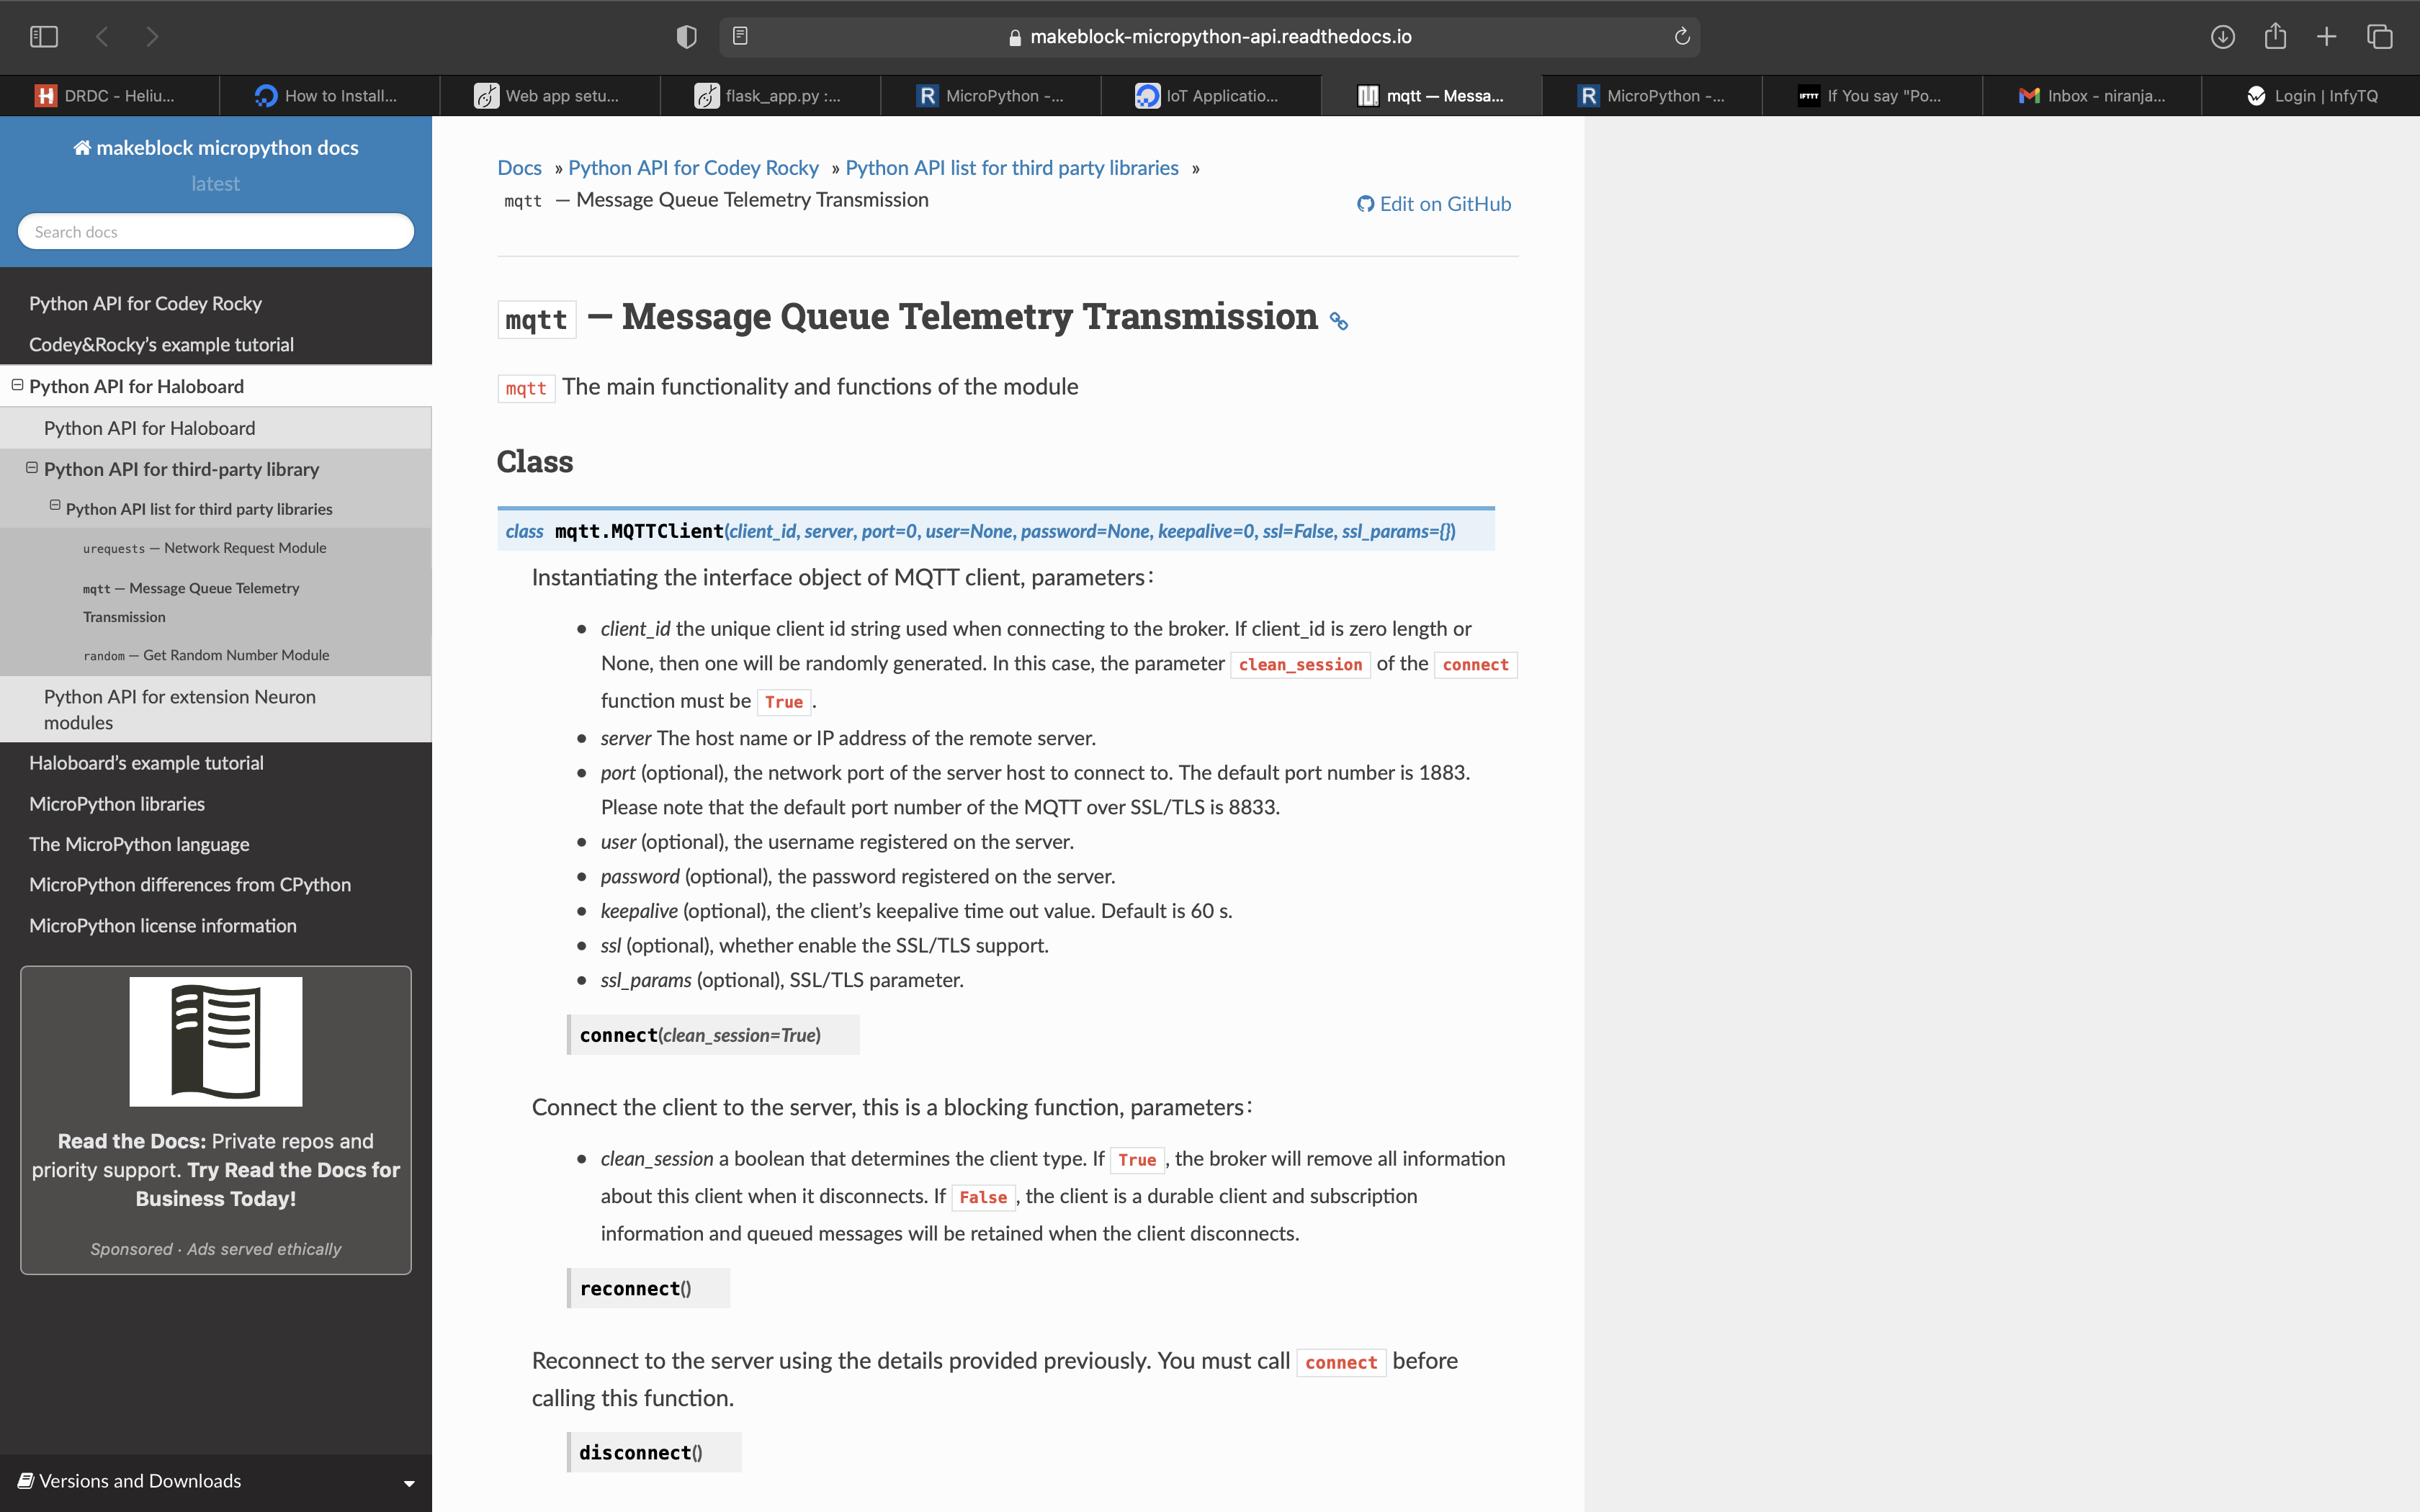 makeblock-micropython-api.readthedocs.io
DRDC - Heliu...
How to Install...
Web app setu...
flask_app.py :...
MicroPython -...
IoT Applicatio...
mqtt — Messa...
MicroPython -...
IFTTT If You say "Po...
Inbox - niranja...
Login | InfyTQ
makeblock micropython docs
latest
Search docs
Python API for Codey Rocky
Codey&Rocky's example tutorial
Python API for Haloboard
Python API for Haloboard
Python API for third-party library
Python API list for third party libraries
urequests — Network Request Module
mqtt — Message Queue Telemetry
Transmission
random — Get Random Number Module
Python API for extension Neuron
modules
Haloboard's example tutorial
MicroPython libraries
The MicroPython language
MicroPython differences from CPython
MicroPython license information
Read the Docs: Private repos and
priority support. Try Read the Docs for
Business Today!
Sponsored · Ads served ethically
Versions and Downloads
Docs » Python API for Codey Rocky » Python API list for third party libraries »
mqtt — Message Queue Telemetry Transmission
Edit on GitHub
mqtt — Message Queue Telemetry Transmission
mqtt The main functionality and functions of the module
Class
class mqtt.MQTTClient(client_id, server, port=0, user=None, password=None, keepalive=0, ssl=False, ssl_params={})
Instantiating the interface object of MQTT client, parameters：
• client_id the unique client id string used when connecting to the broker. If client_id is zero length or
None, then one will be randomly generated. In this case, the parameter clean_session of the connect
function must be True .
• server The host name or IP address of the remote server.
• port (optional), the network port of the server host to connect to. The default port number is 1883.
Please note that the default port number of the MQTT over SSL/TLS is 8833.
• user (optional), the username registered on the server.
• password (optional), the password registered on the server.
• keepalive (optional), the client's keepalive time out value. Default is 60 s.
• ssl (optional), whether enable the SSL/TLS support.
• ssl_params (optional), SSL/TLS parameter.
connect(clean_session=True)
Connect the client to the server, this is a blocking function, parameters：
• clean_session a boolean that determines the client type. If True , the broker will remove all information
about this client when it disconnects. If False , the client is a durable client and subscription
information and queued messages will be retained when the client disconnects.
reconnect()
Reconnect to the server using the details provided previously. You must call connect before
calling this function.
disconnect()